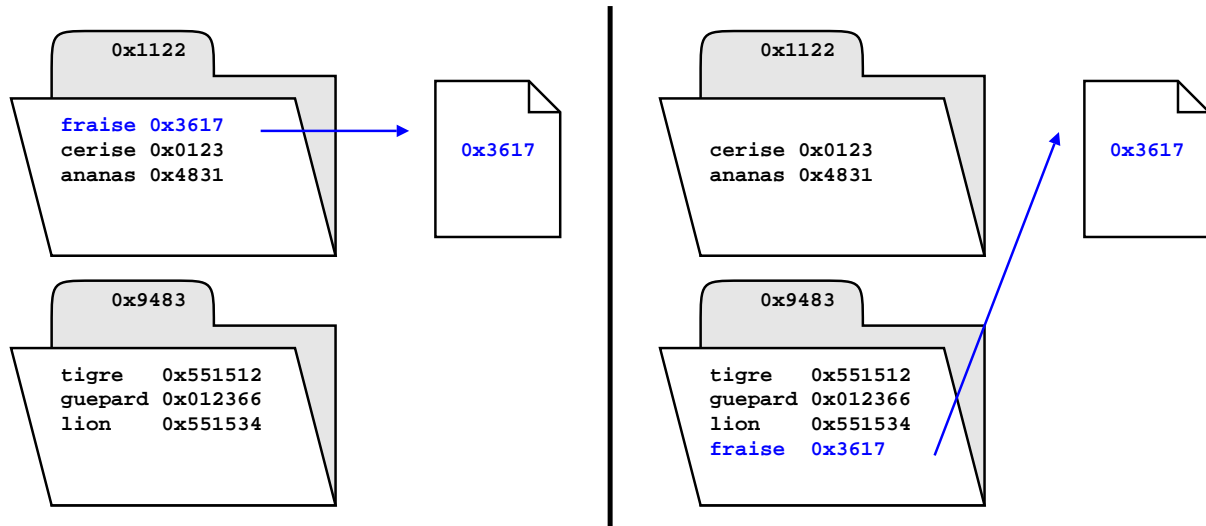 0x1122
fraise 0x3617
cerise 0x0123
ananas 0x4831
0x3617
0x9483
tigre 0x551512
guepard 0x012366
lion 0x551534
0x1122
cerise 0x0123
ananas 0x4831
0x3617
0x9483
tigre 0x551512
guepard 0x012366
lion 0x551534
fraise 0x3617